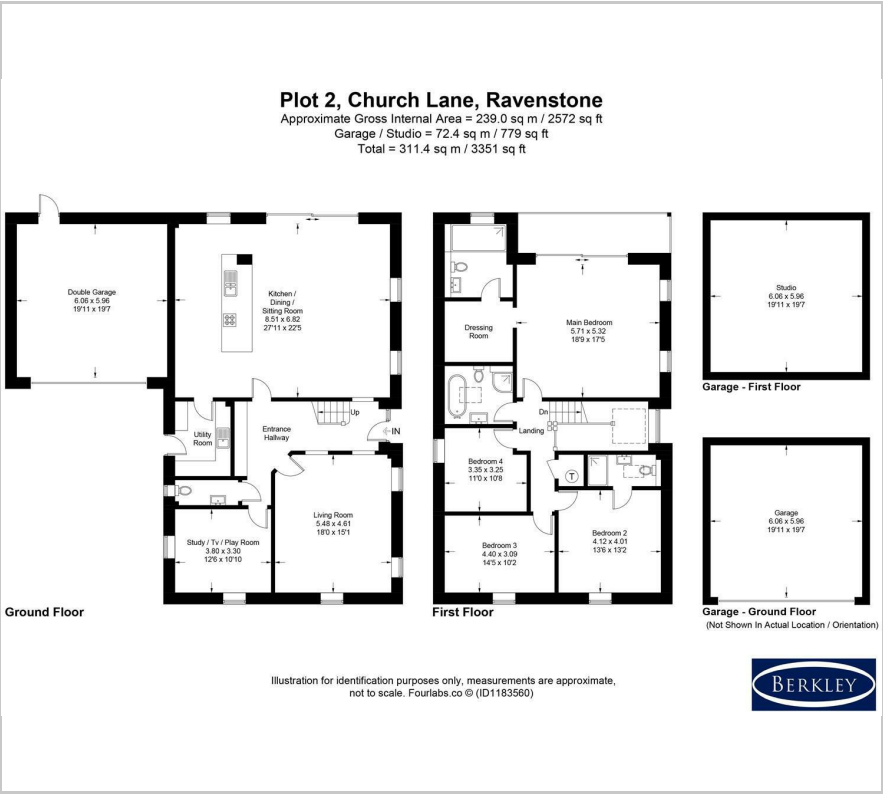 Plot 2, Church Lane, Ravenstone
Approximate Gross Internal Area = 239.0 sq m / 2572 sq ft
Garage / Studio = 72.4 sq m / 779 sq ft
Total = 311.4 sq m / 3351 sq ft
Double Garage
6.06 x 5.96
19'11 x 19'7
Kitchen /
Dining /
Sitting Room
8.51 x 6.82
27'11 x 22'5
Utility
Room
Entrance
Hallway
Up
IN
Living Room
5.48 x 4.61
18'0 x 15'1
Study / Tv / Play Room
3.80 x 3.30
12'6 x 10'10
Ground Floor
Dressing
Room
Main Bedroom
5.71 x 5.32
18'9 x 17'5
Dn
Landing
Bedroom 4
3.35 x 3.25
11'0 x 10'8
T
Bedroom 3
4.40 x 3.09
14'5 x 10'2
Bedroom 2
4.12 x 4.01
13'6 x 13'2
First Floor
Studio
6.06 x 5.96
19'11 x 19'7
Garage - First Floor
Garage
6.06 x 5.96
19'11 x 19'7
Garage - Ground Floor
(Not Shown In Actual Location / Orientation)
Illustration for identification purposes only, measurements are approximate,
not to scale. Fourlabs.co © (ID1183560)
BERKLEY